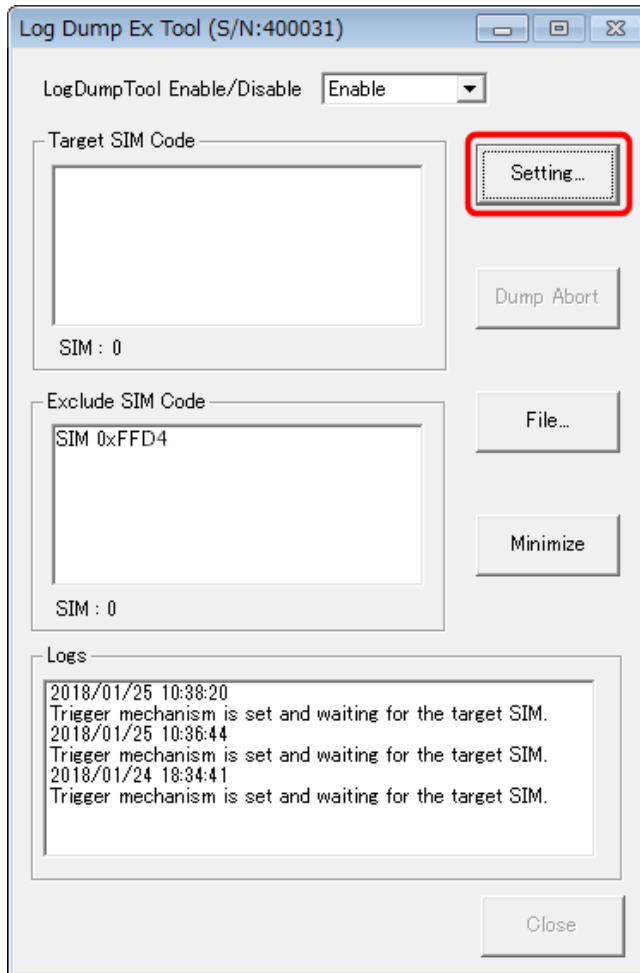 Log Dump Ex Tool (S/N:400031)
LogDumpTool Enable/Disable Enable
Target SIM Code
Setting...
Dump Abort
SIM : 0
Exclude SIM Code
SIM 0xFFD4
File...
Minimize
SIM : 0
Logs
2018/01/25 10:38:20
Trigger mechanism is set and waiting for the target SIM.
2018/01/25 10:36:44
Trigger mechanism is set and waiting for the target SIM.
2018/01/24 18:34:41
Trigger mechanism is set and waiting for the target SIM.
Close